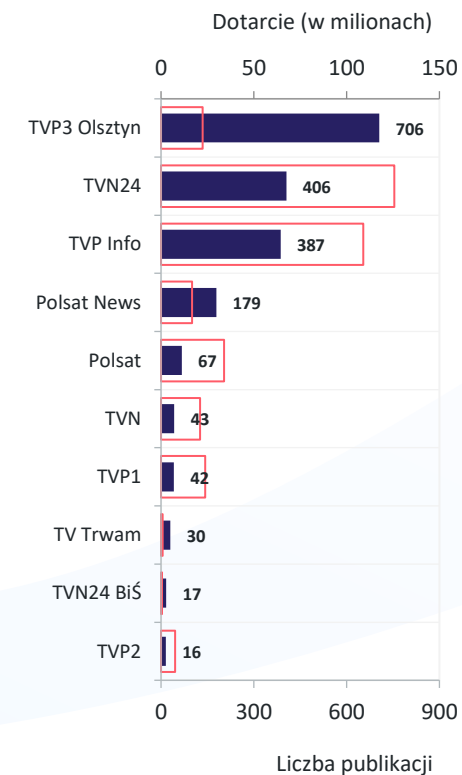 Dotarcie (w milionach)
0 50 100 150
TVP3 Olsztyn 706
TVN24 406
TVP Info 387
Polsat News 179
Polsat 67
TVN 43
TVP1 42
TV Trwam 30
TVN24 BiŚ 17
TVP2 16
0 300 600 900
Liczba publikacji